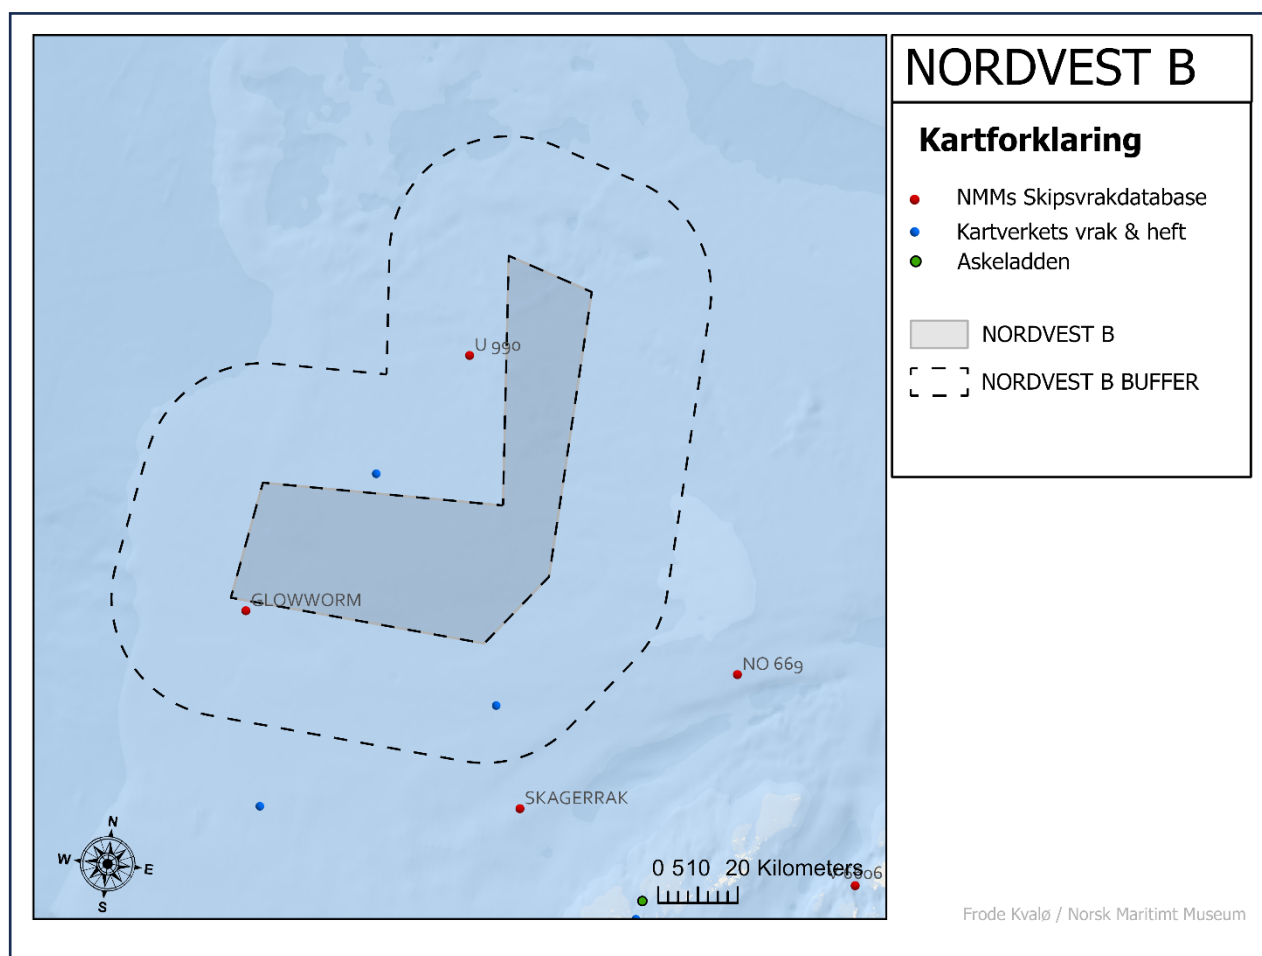 NORDVEST B
Kartforklaring
NMMs Skipsvrakdatabase
Kartverkets vrak & heft
Askeladden
NORDVEST B
NORDVEST B BUFFER
U 990
GLOWWORM
NO 669
SKAGERRAK
N
W
E
S
0 510 20 Kilometers
Frode Kvalø / Norsk Maritimt Museum